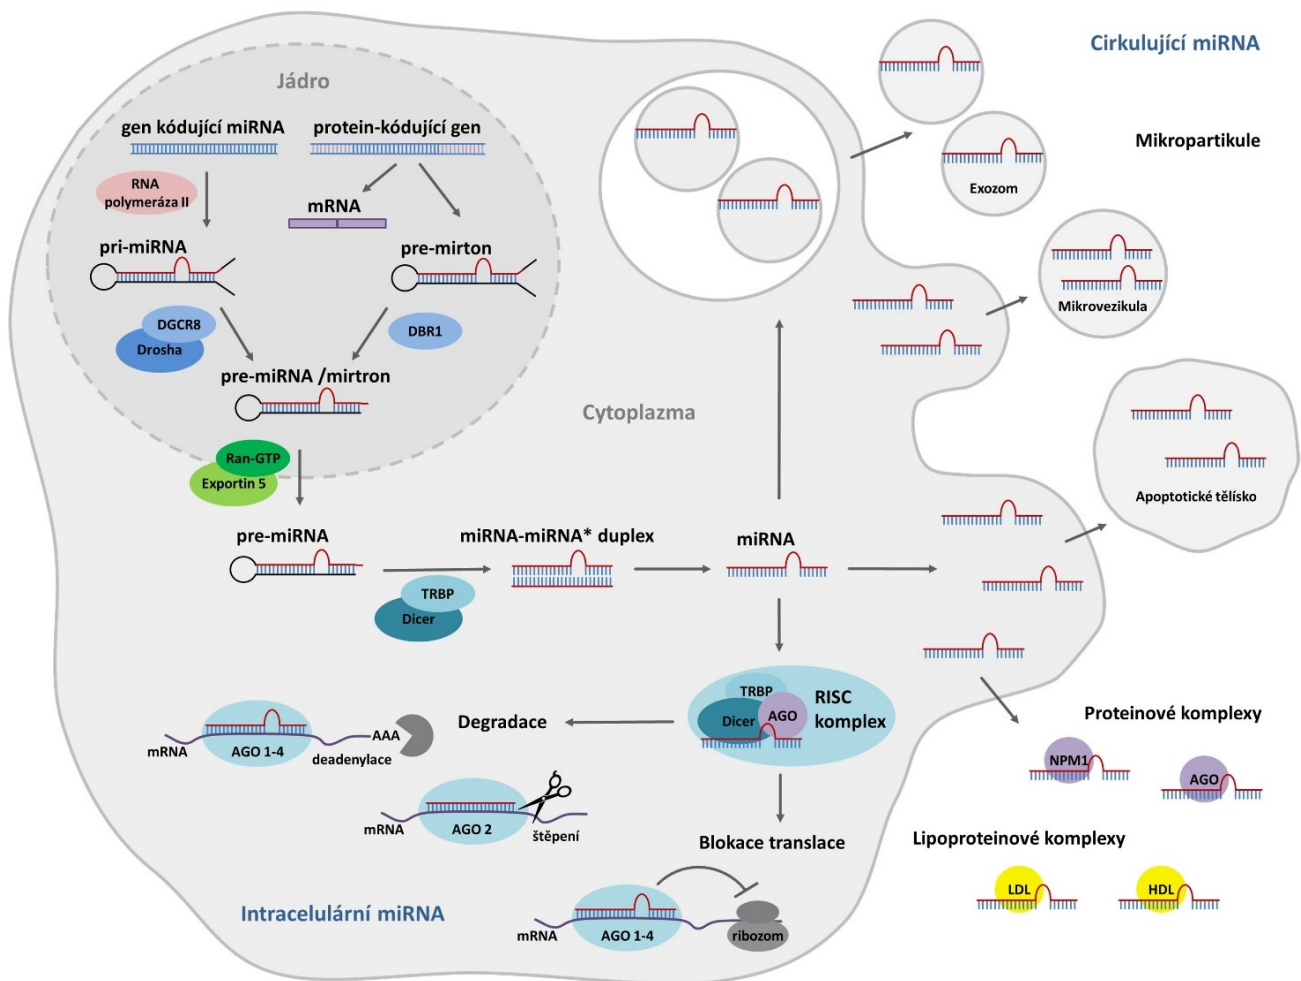 Cirkulující miRNA
Jádro
gen kódující miRNA
protein-kódující gen
Mikropartikule
RNA
polymeráza II
mRNA
Exozom
pri-miRNA
pre-mirton
Mikrovezikula
DGCR8
Drosha
DBR1
pre-miRNA /mirtron
Cytoplazma
Ran-GTP
Exportin 5
Apoptotické tělísko
pre-miRNA
miRNA-miRNA* duplex
miRNA
TRBP
Dicer
TRBP
Dicer
AGO
RISC
komplex
Degradace
mRNA
AGO 1-4
AAA
deadenylace
Proteinové komplexy
NPM1
AGO
mRNA
AGO 2
štěpení
Blokace translace
Lipoproteinové komplexy
LDL
HDL
Intracelulární miRNA
mRNA
AGO 1-4
ribozom